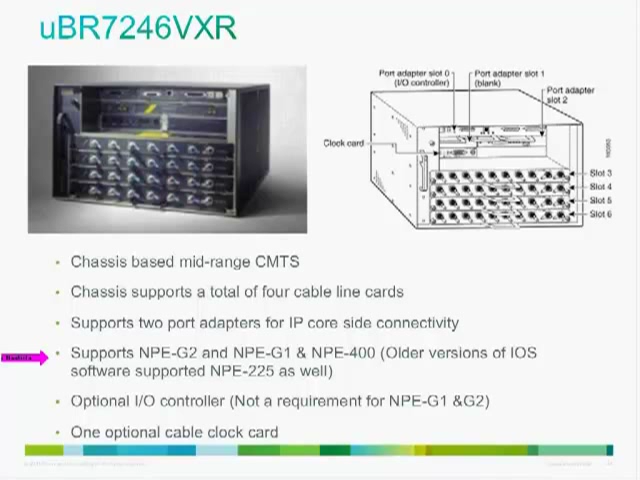 uBR7246VXR
Port adapter slot 0
(I/O controller)
Port adapter slot 1
(blank)
Port adapter
slot 2
Clock card
Slot 3
Slot 4
Slot 5
Slot 6
• Chassis based mid-range CMTS
• Chassis supports a total of four cable line cards
• Supports two port adapters for IP core side connectivity
• Supports NPE-G2 and NPE-G1 & NPE-400 (Older versions of IOS
software supported NPE-225 as well)
• Optional I/O controller (Not a requirement for NPE-G1 &G2)
• One optional cable clock card